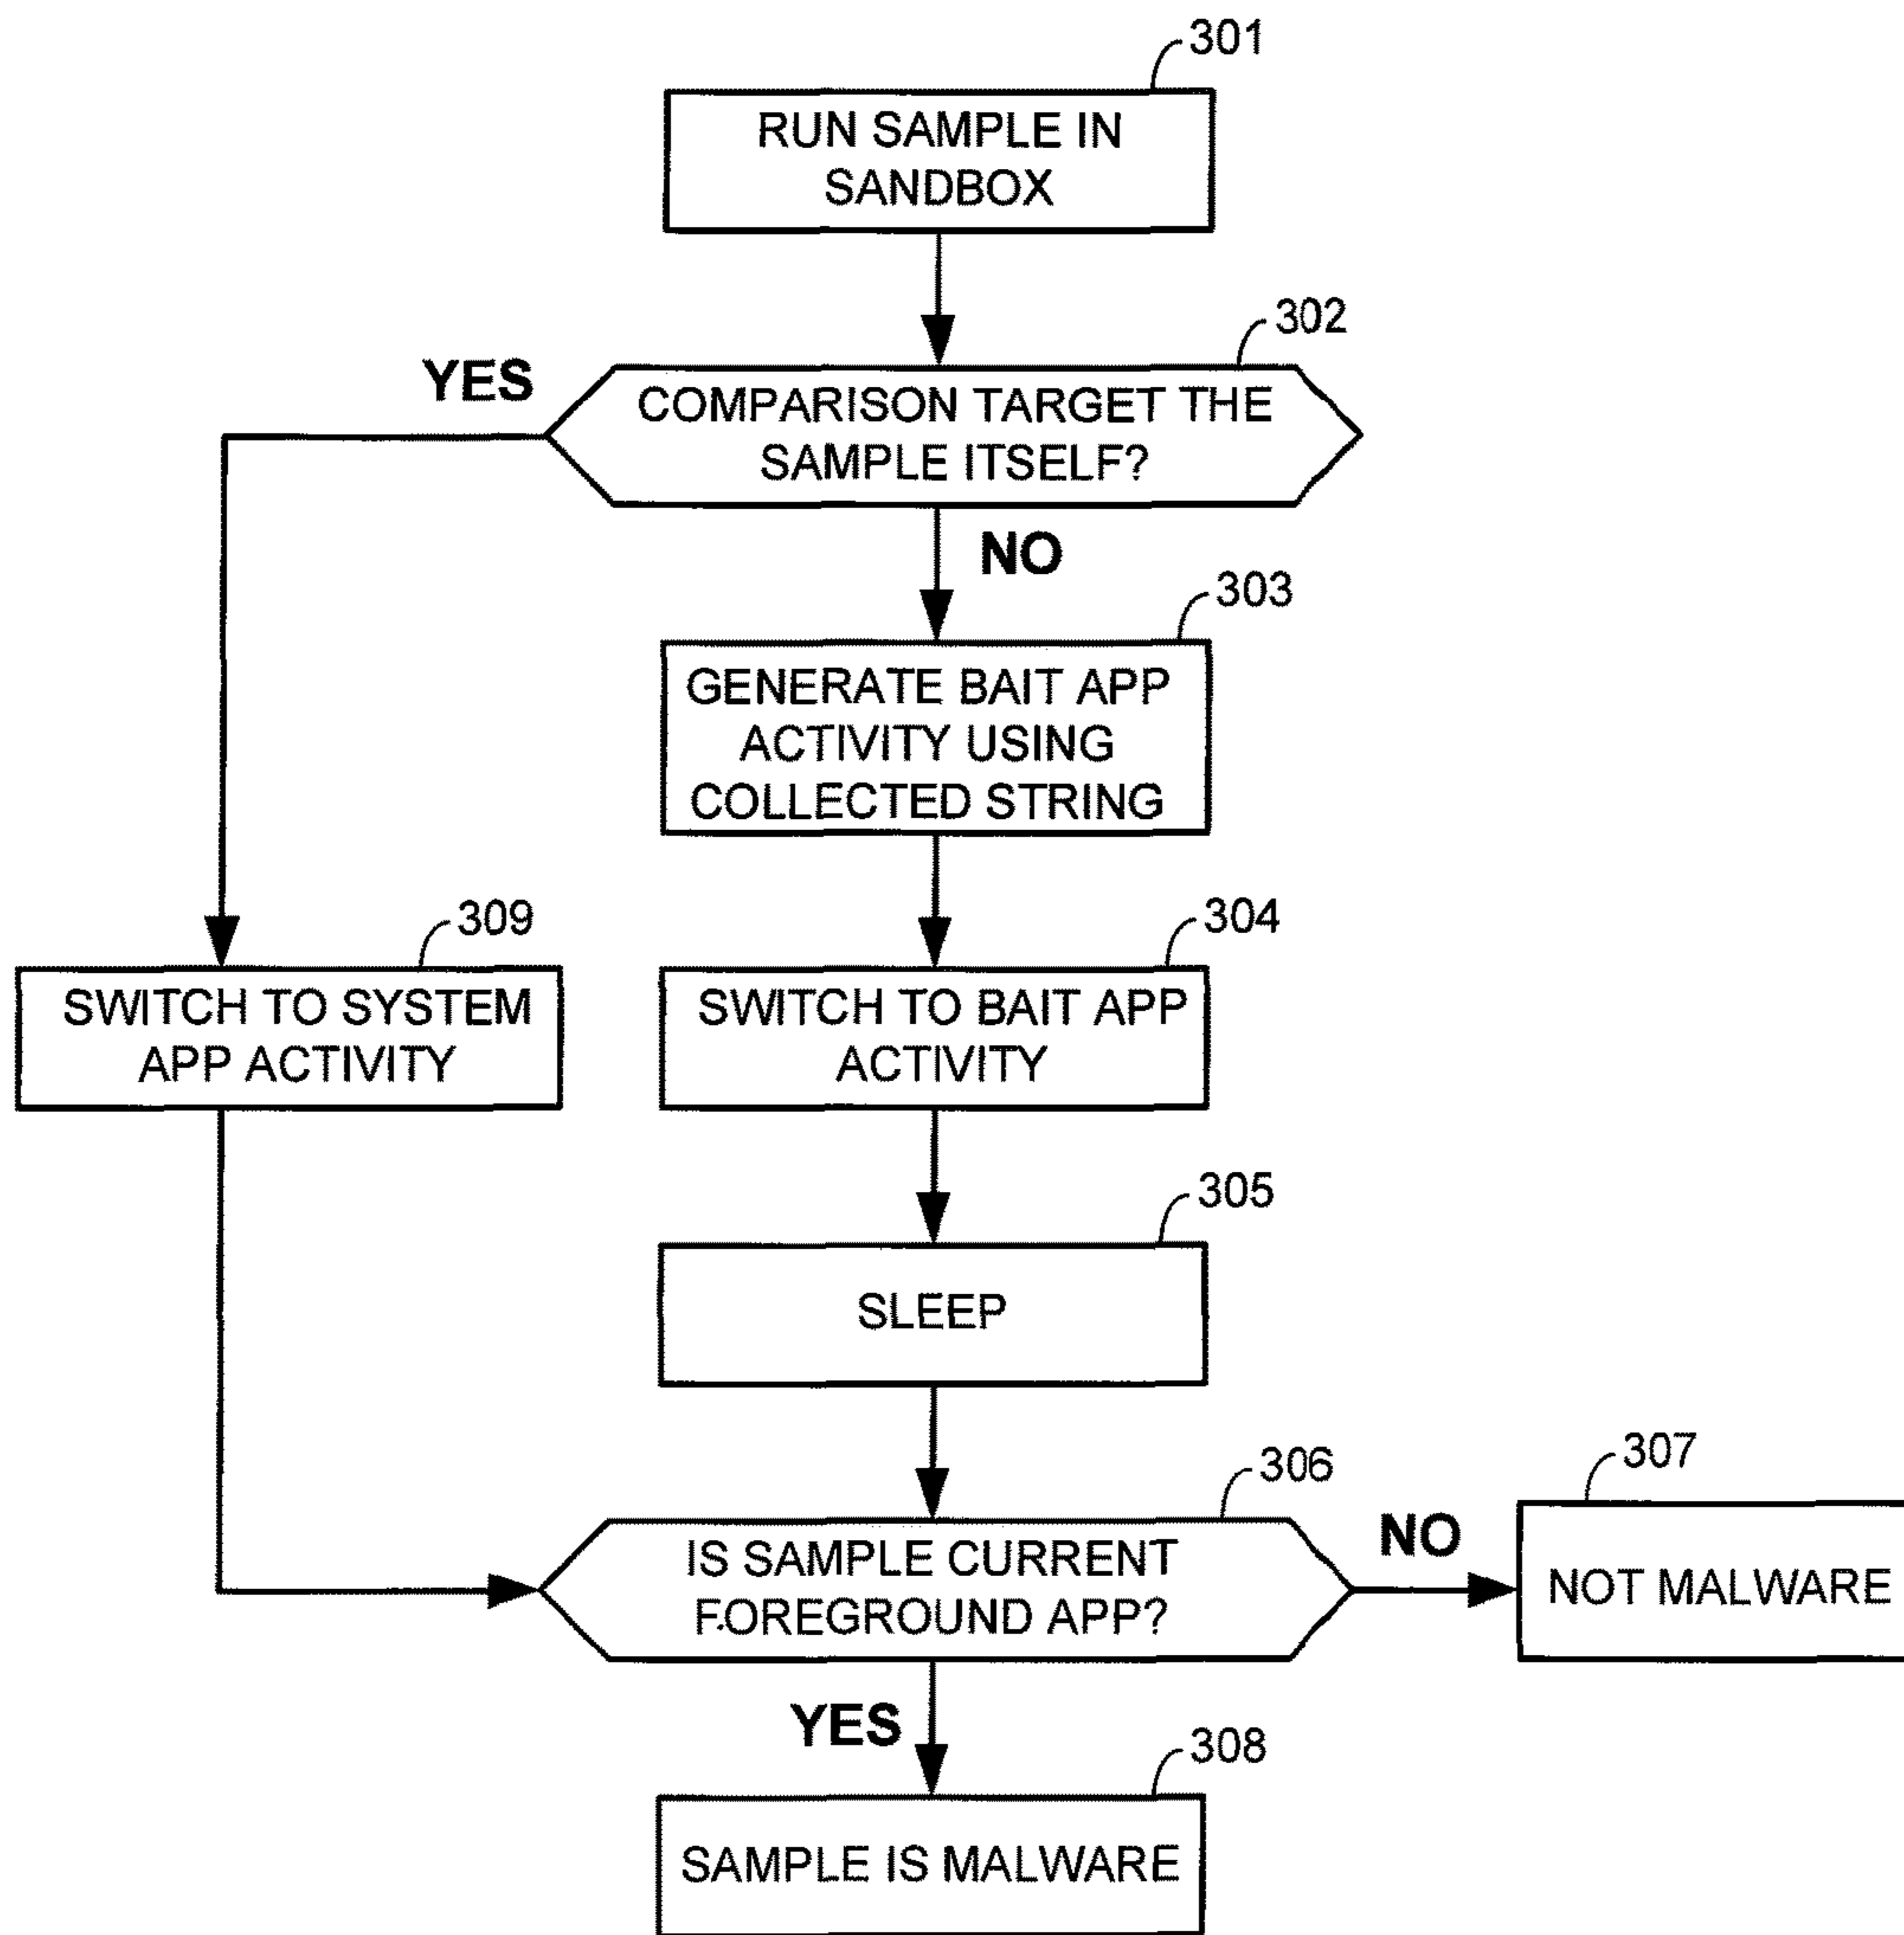 301
RUN SAMPLE IN
SANDBOX
302
YES
COMPARISON TARGET THE
SAMPLE ITSELF?
NO
303
GENERATE BAIT APP
ACTIVITY USING
COLLECTED STRING
309
SWITCH TO SYSTEM
APP ACTIVITY
304
SWITCH TO BAIT APP
ACTIVITY
305
SLEEP
306
IS SAMPLE CURRENT
FOREGROUND APP?
NO
307
NOT MALWARE
YES
308
SAMPLE IS MALWARE